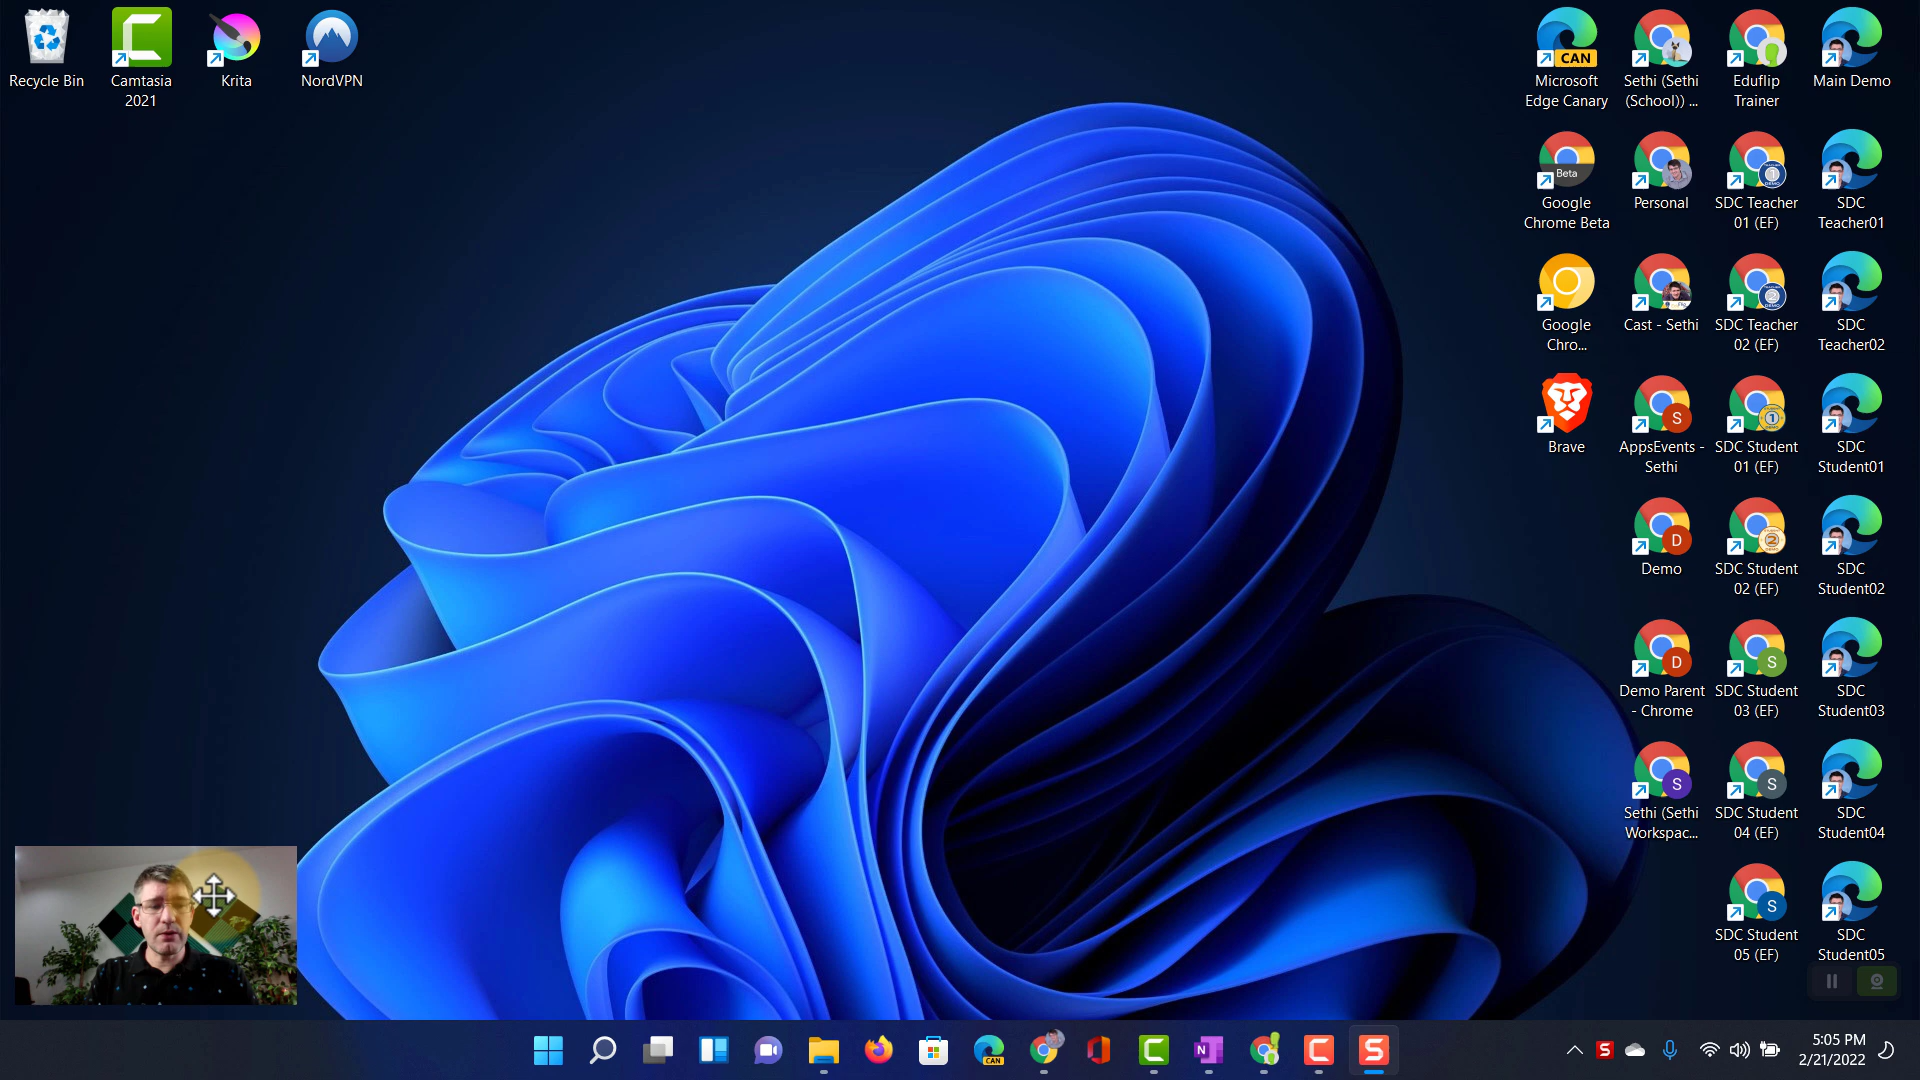 Recycle Bin
Camtasia
2021
Krita
NordVPN
CAN
Microsoft
Edge Canary
Sethi (Sethi
(School)) ...
Eduflip
Trainer
Main Demo
Beta
Google
Chrome Beta
Personal
SDC Teacher
01 (EF)
SDC
Teacher01
Google
Chro...
Cast - Sethi
SDC Teacher
02 (EF)
SDC
Teacher02
Brave
S
AppsEvents -
Sethi
1
SDC Student
01 (EF)
SDC
Student01
D
Demo
2
SDC Student
02 (EF)
SDC
Student02
D
Demo Parent
- Chrome
S
SDC Student
03 (EF)
SDC
Student03
S
Sethi (Sethi
Workspac...
S
SDC Student
04 (EF)
SDC
Student04
S
SDC Student
05 (EF)
SDC
Student05
CAN
N
S
S
5:05 PM
2/21/2022